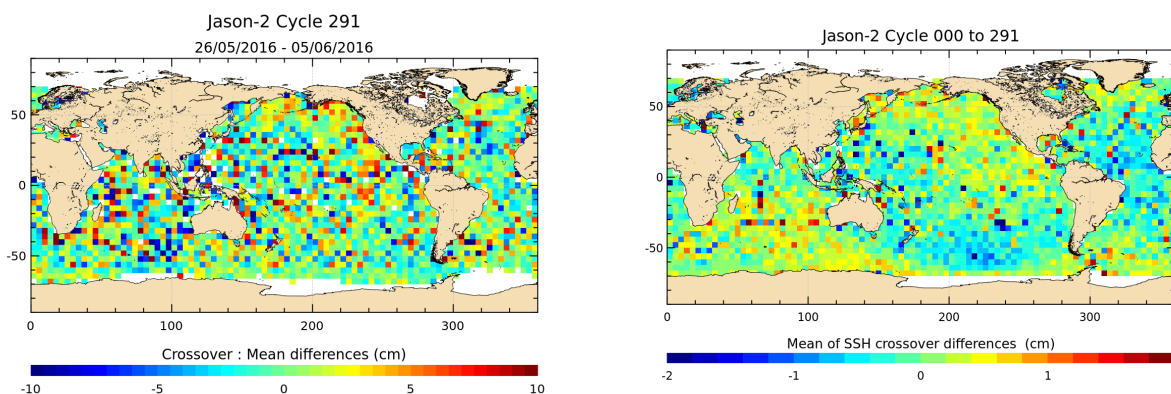 Jason-2 Cycle 291
26/05/2016 - 05/06/2016
50
0
-50
0 100 200 300
Crossover : Mean differences (cm)
-10 -5 0 5 10
Jason-2 Cycle 000 to 291
50
0
-50
0 100 200 300
Mean of SSH crossover differences (cm)
-2 -1 0 1